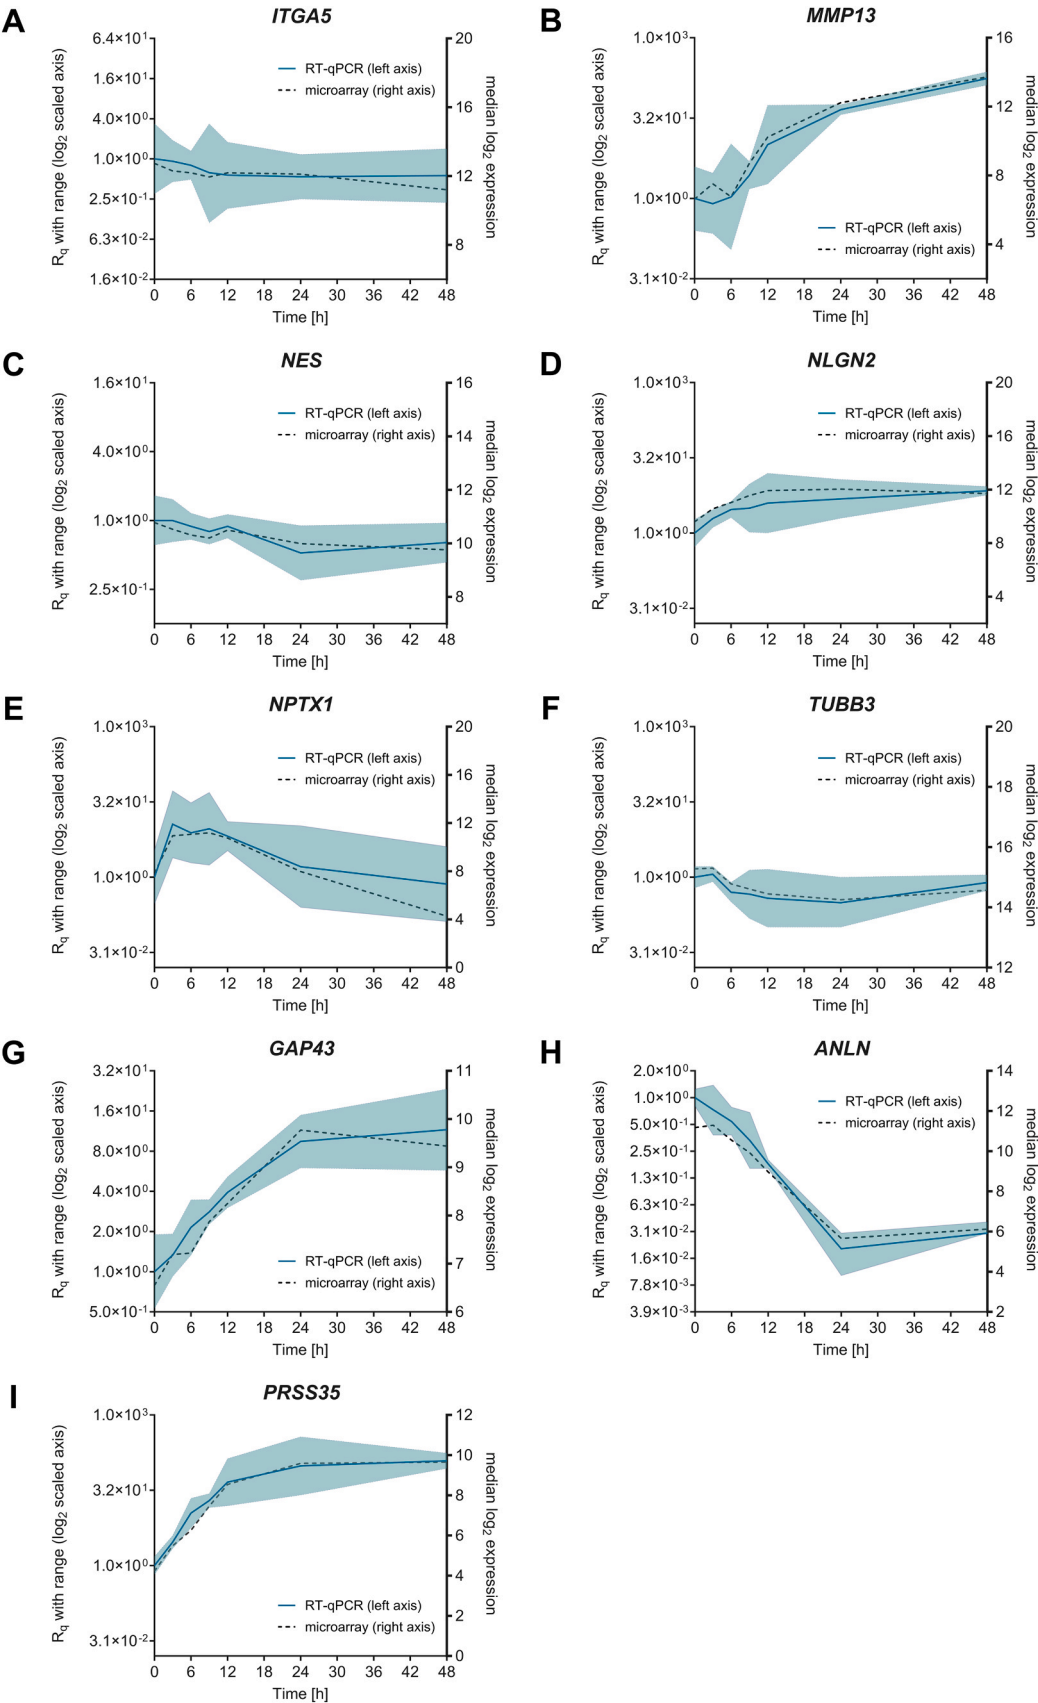 A
ITGA5
6.4×10¹
1.6×10¹
4.0×10⁰
1.0×10⁰
2.5×10⁻¹
6.3×10⁻²
1.6×10⁻²
R_q with range (log₂ scaled axis)
RT-qPCR (left axis)
microarray (right axis)
20
16
12
8
median log₂ expression
0 6 12 18 24 30 36 42 48
Time [h]
B
MMP13
1.0×10³
3.2×10¹
1.0×10⁰
3.1×10⁻²
R_q with range (log₂ scaled axis)
RT-qPCR (left axis)
microarray (right axis)
16
12
8
4
median log₂ expression
0 6 12 18 24 30 36 42 48
Time [h]
C
NES
1.6×10¹
4.0×10⁰
1.0×10⁰
2.5×10⁻¹
R_q with range (log₂ scaled axis)
RT-qPCR (left axis)
microarray (right axis)
16
14
12
10
8
median log₂ expression
0 6 12 18 24 30 36 42 48
Time [h]
D
NLGN2
1.0×10³
3.2×10¹
1.0×10⁰
3.1×10⁻²
R_q with range (log₂ scaled axis)
RT-qPCR (left axis)
microarray (right axis)
20
16
12
8
4
median log₂ expression
0 6 12 18 24 30 36 42 48
Time [h]
E
NPTX1
1.0×10³
3.2×10¹
1.0×10⁰
3.1×10⁻²
R_q with range (log₂ scaled axis)
RT-qPCR (left axis)
microarray (right axis)
20
16
12
8
4
0
median log₂ expression
0 6 12 18 24 30 36 42 48
Time [h]
F
TUBB3
1.0×10³
3.2×10¹
1.0×10⁰
3.1×10⁻²
R_q with range (log₂ scaled axis)
RT-qPCR (left axis)
microarray (right axis)
20
18
16
14
12
median log₂ expression
0 6 12 18 24 30 36 42 48
Time [h]
G
GAP43
3.2×10¹
1.6×10¹
8.0×10⁰
4.0×10⁰
2.0×10⁰
1.0×10⁰
5.0×10⁻¹
R_q with range (log₂ scaled axis)
RT-qPCR (left axis)
microarray (right axis)
11
10
9
8
7
6
median log₂ expression
0 6 12 18 24 30 36 42 48
Time [h]
H
ANLN
2.0×10⁰
1.0×10⁰
5.0×10⁻¹
2.5×10⁻¹
1.3×10⁻¹
6.3×10⁻²
3.1×10⁻²
1.6×10⁻²
7.8×10⁻³
3.9×10⁻³
R_q with range (log₂ scaled axis)
RT-qPCR (left axis)
microarray (right axis)
14
12
10
8
6
4
2
median log₂ expression
0 6 12 18 24 30 36 42 48
Time [h]
I
PRSS35
1.0×10³
3.2×10¹
1.0×10⁰
3.1×10⁻²
R_q with range (log₂ scaled axis)
RT-qPCR (left axis)
microarray (right axis)
12
10
8
6
4
2
0
median log₂ expression
0 6 12 18 24 30 36 42 48
Time [h]